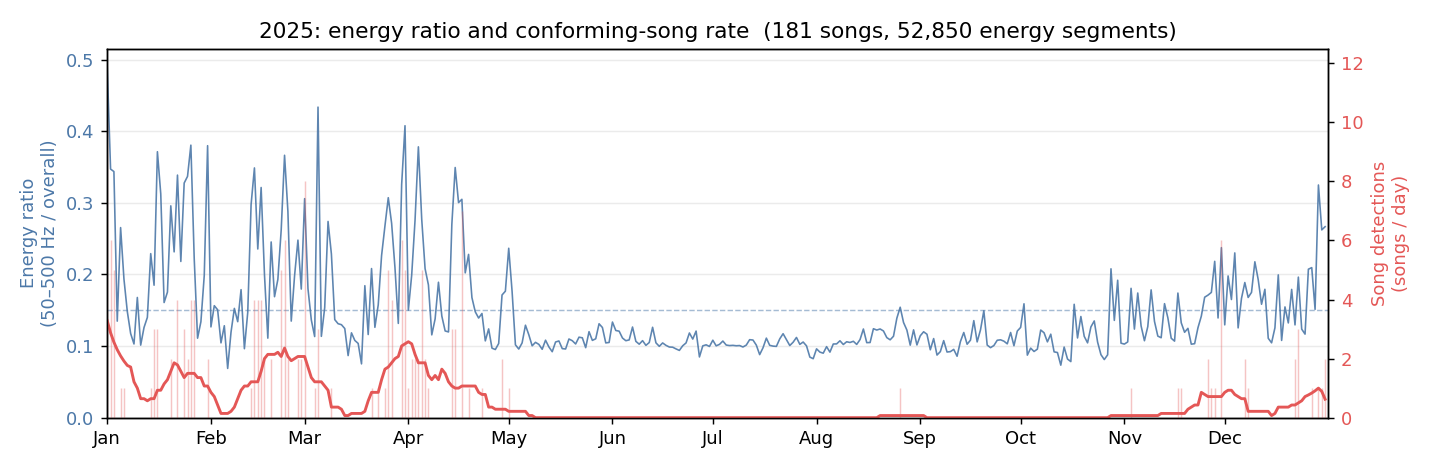 2025: energy ratio and conforming-song rate (181 songs, 52,850 energy segments)
Energy ratio
(50–500 Hz / overall)
0.5
0.4
0.3
0.2
0.1
0.0
12
10
8
6
4
2
0
Song detections
(songs / day)
Jan
Feb
Mar
Apr
May
Jun
Jul
Aug
Sep
Oct
Nov
Dec